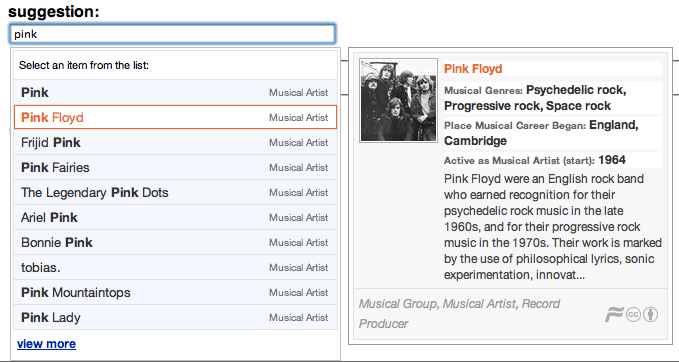 suggestion:
pink
Select an item from the list:
Pink Musical Artist
Pink Floyd Musical Artist
Frijid Pink Musical Artist
Pink Fairies Musical Artist
The Legendary Pink Dots Musical Artist
Ariel Pink Musical Artist
Bonnie Pink Musical Artist
tobias. Musical Artist
Pink Mountaintops Musical Artist
Pink Lady Musical Artist
view more
Pink Floyd
Musical Genres: Psychedelic rock,
Progressive rock, Space rock
Place Musical Career Began: England,
Cambridge
Active as Musical Artist (start): 1964
Pink Floyd were an English rock band
who earned recognition for their
psychedelic rock music in the late
1960s, and for their progressive rock
music in the 1970s. Their work is marked
by the use of philosophical lyrics, sonic
experimentation, innovat...
Musical Group, Musical Artist, Record
Producer
cc